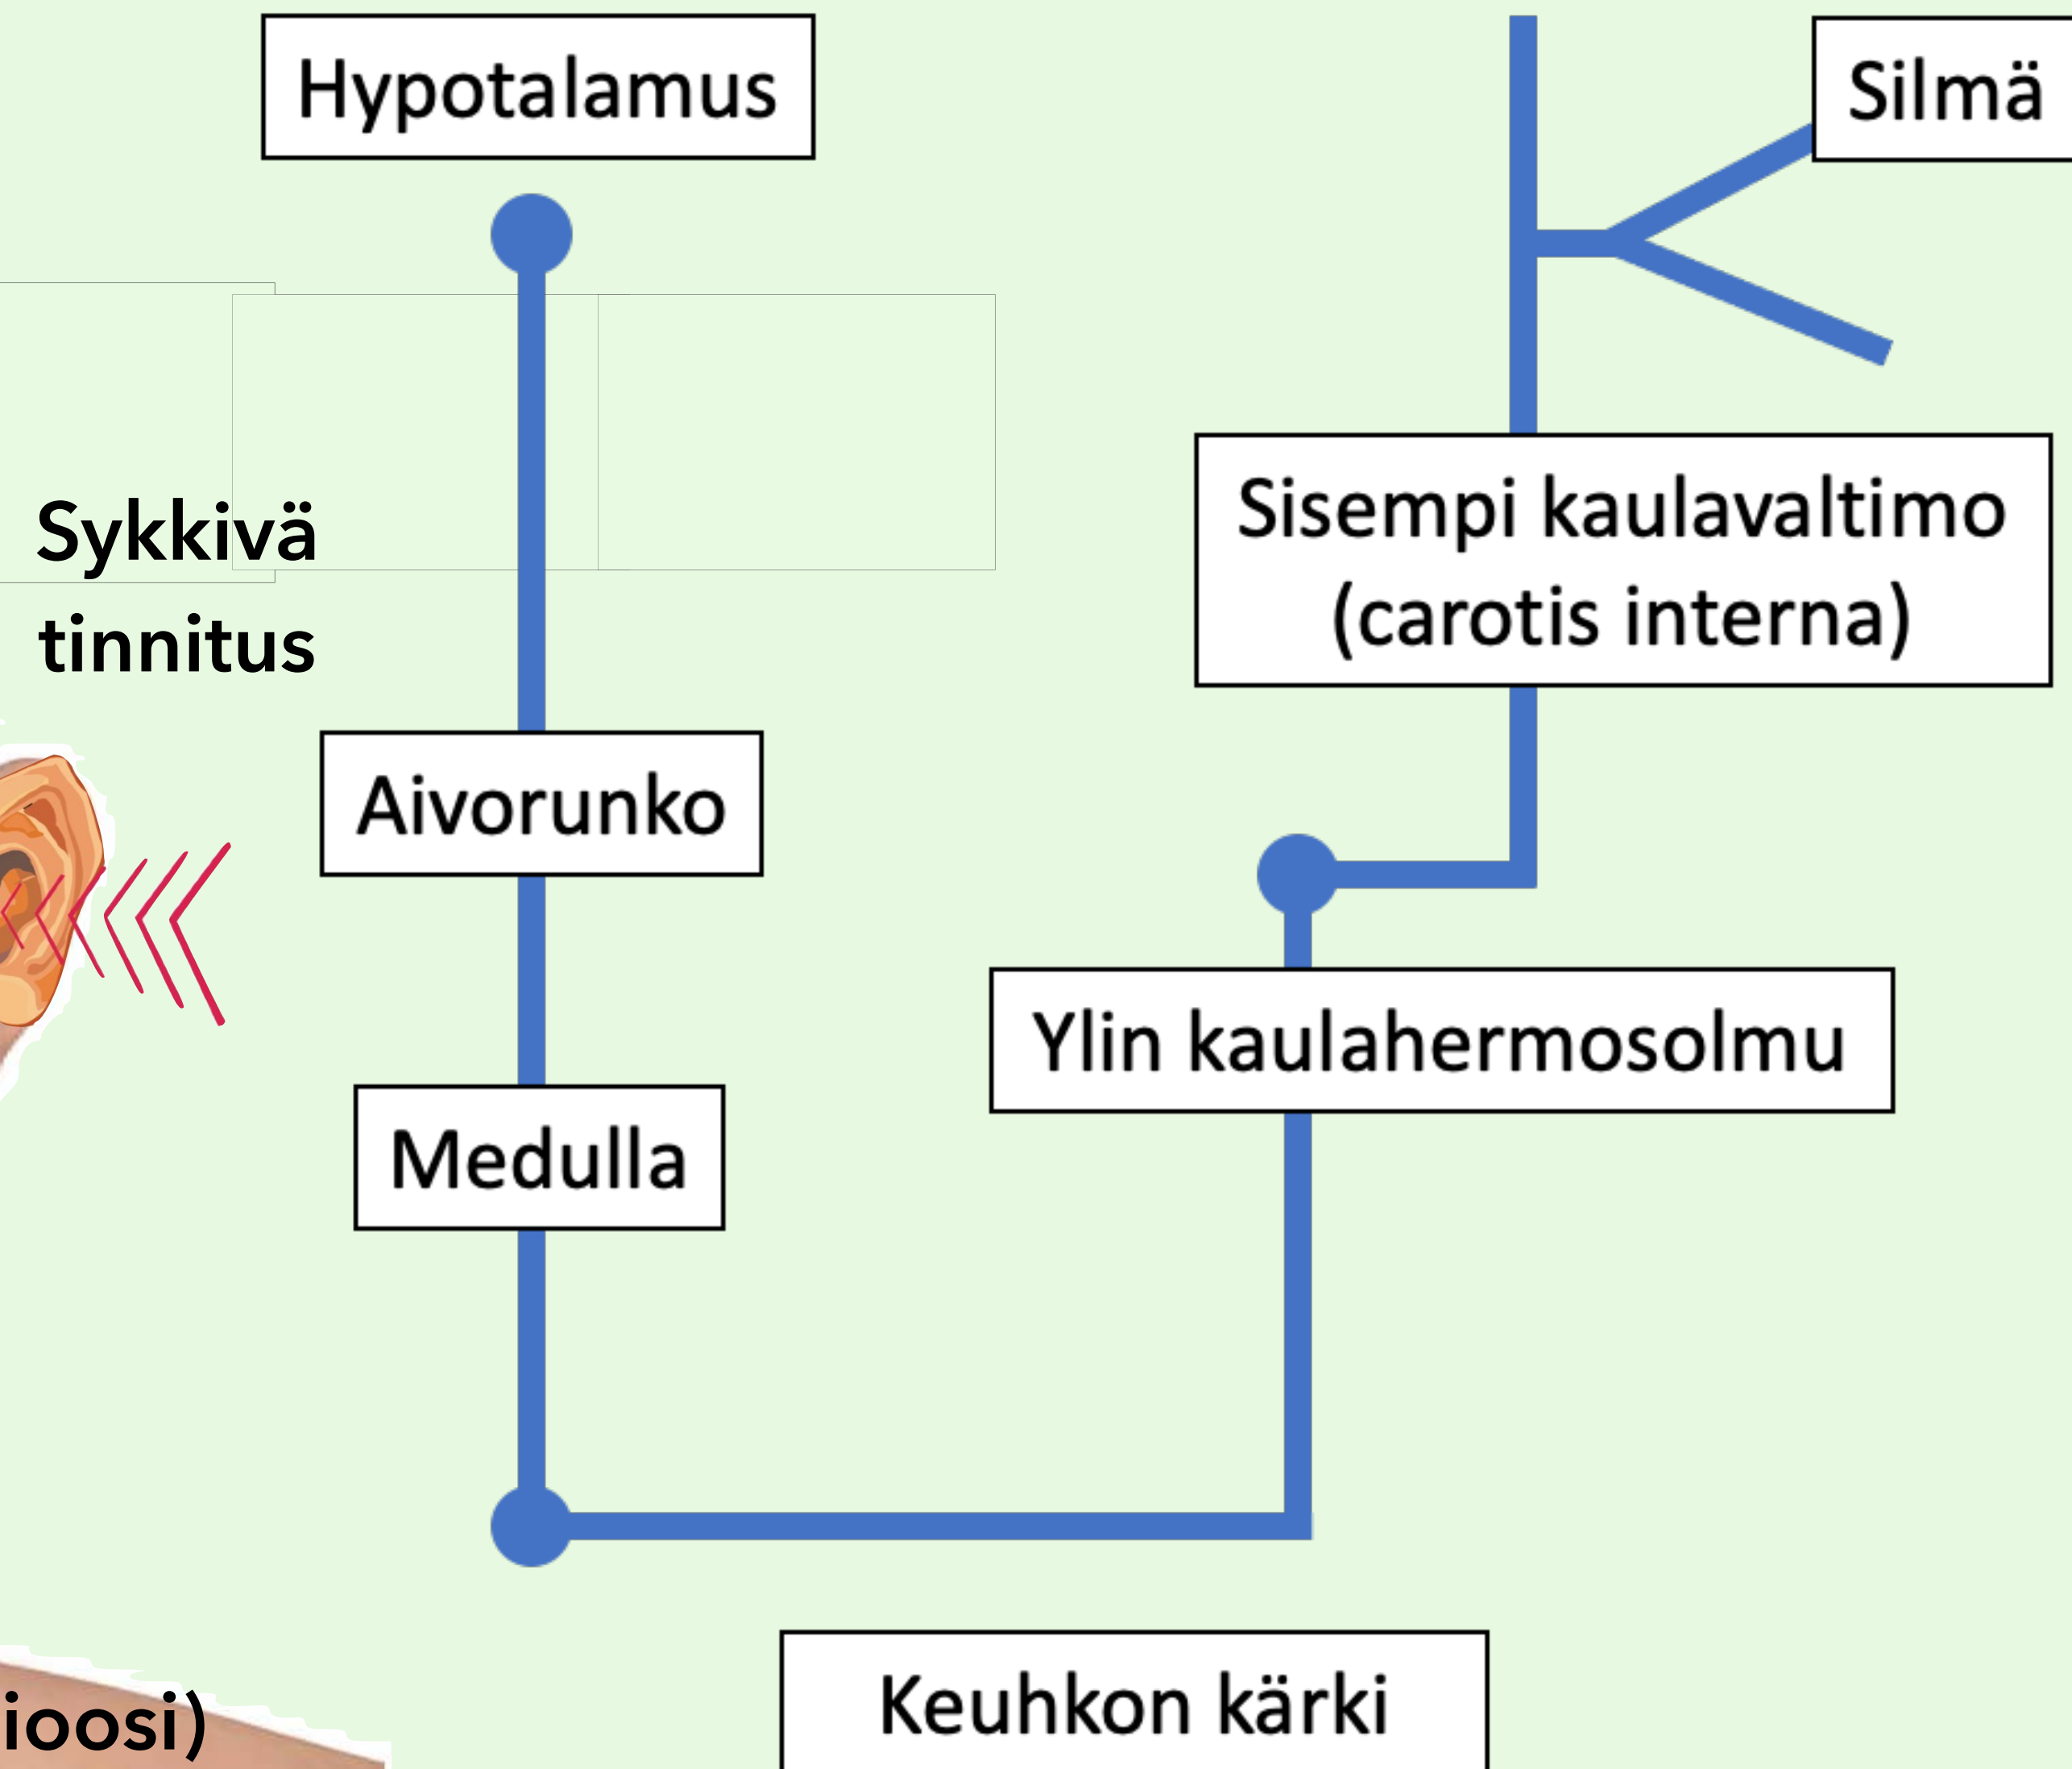 Hypotalamus
Silmä
Sykkivä
tinnitus
Sisempi kaulavaltimo
(carotis interna)
Aivorunko
Ylin kaulahermosolmu
Medulla
Keuhkon kärki
ioosi)